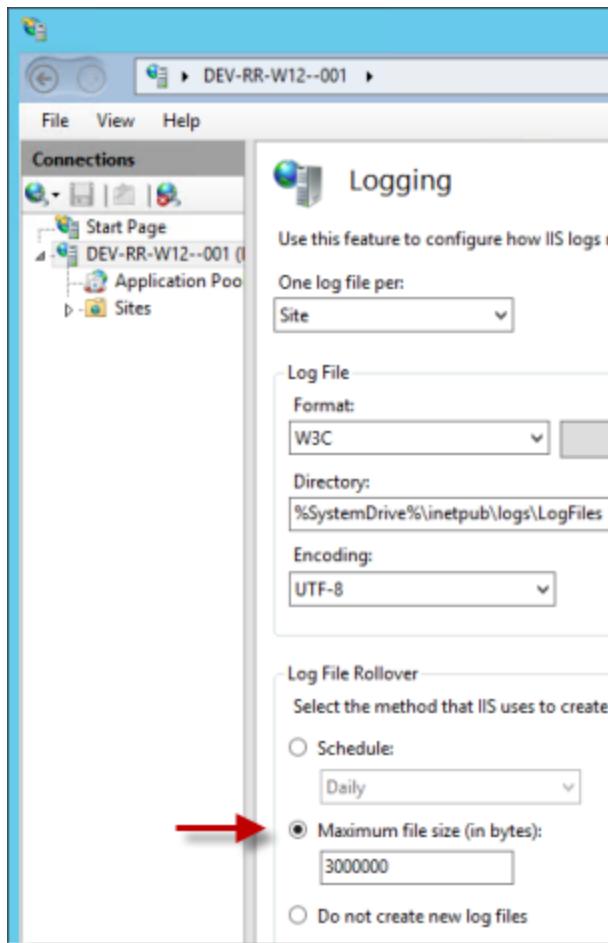 DEV-RR-W12--001
File View Help
Connections
Start Page
DEV-RR-W12--001 (
Application Poo
Sites
Logging
Use this feature to configure how IIS logs
One log file per:
Site
Log File
Format:
W3C
Directory:
%SystemDrive%\inetpub\logs\LogFiles
Encoding:
UTF-8
Log File Rollover
Select the method that IIS uses to create
Schedule:
Daily
Maximum file size (in bytes):
3000000
Do not create new log files